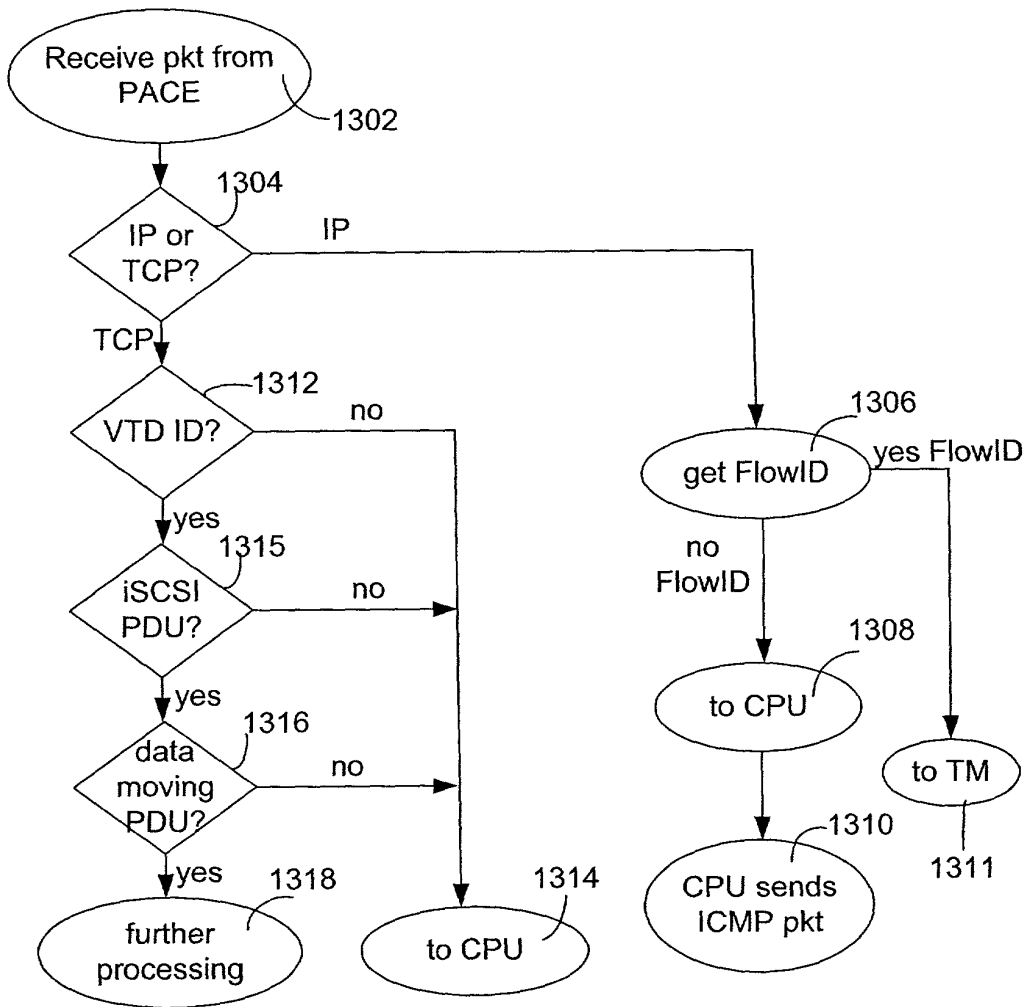 Receive pkt from
PACE
1302
1304
IP or
TCP?
IP
TCP
1312
VTD ID?
no
1306
get FlowID
yes FlowID
yes
1315
iSCSI
PDU?
no
no
FlowID
1308
to CPU
yes
1316
data
moving
PDU?
no
to TM
1311
1310
CPU sends
ICMP pkt
yes
1318
further
processing
1314
to CPU